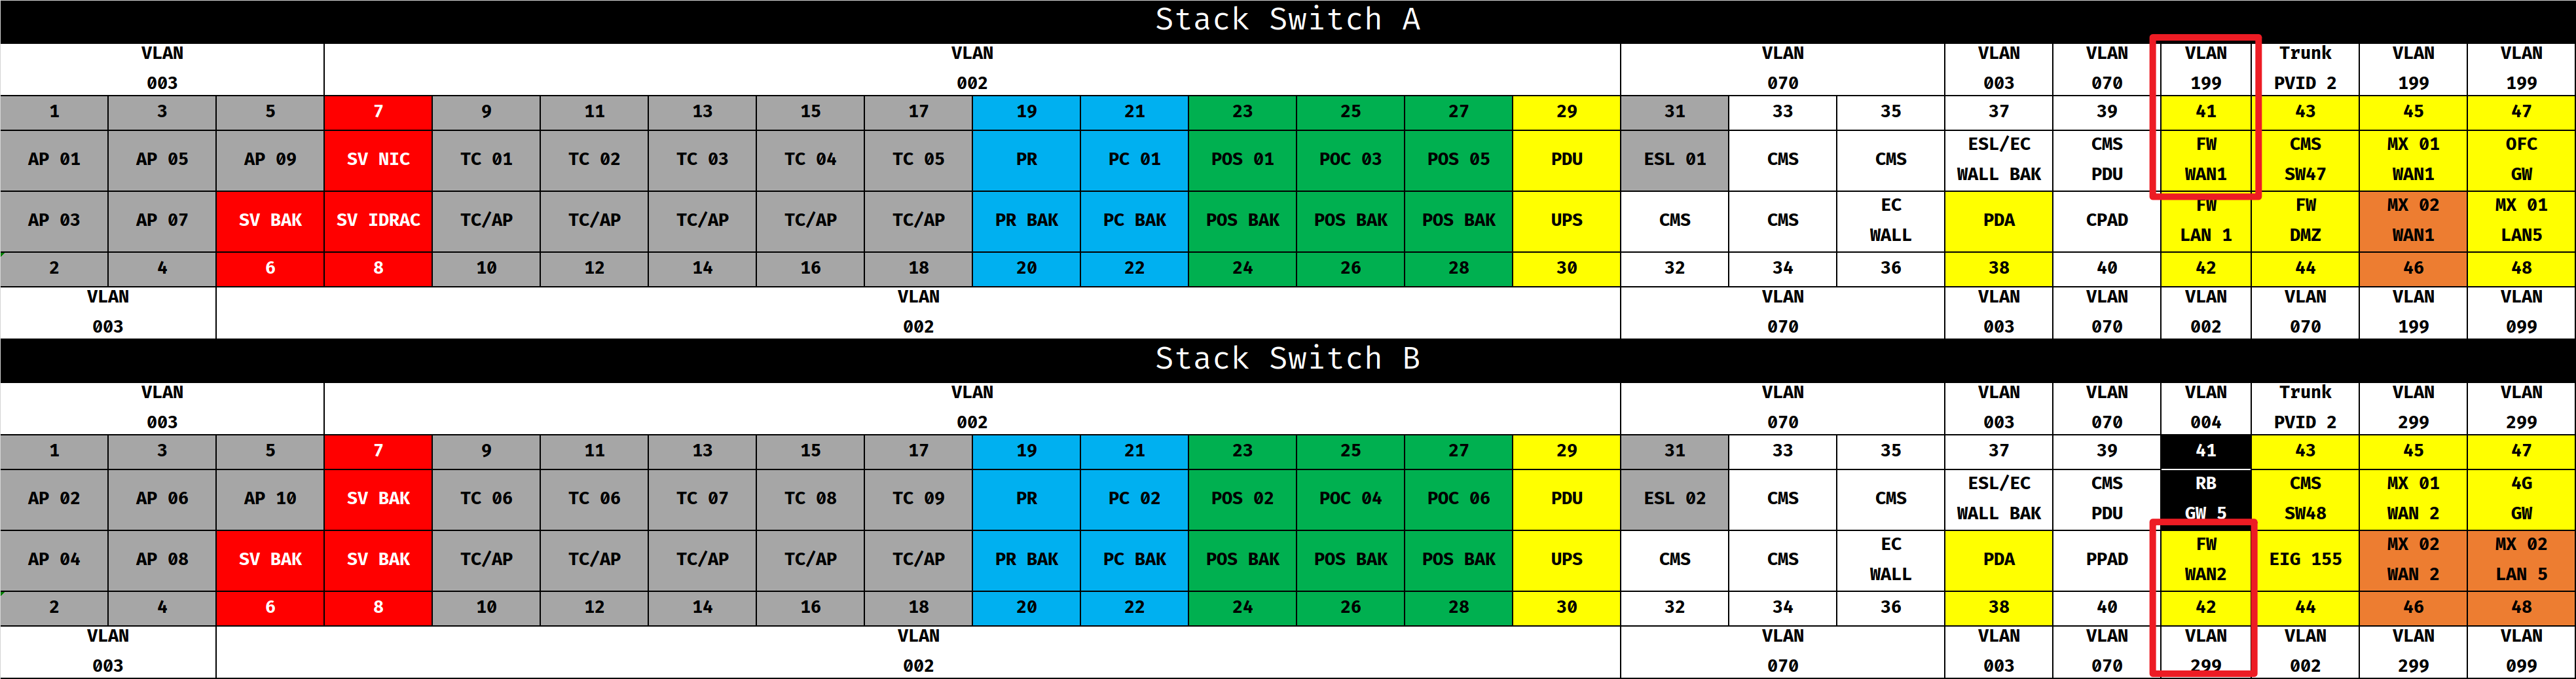 Stack Switch A
VLAN 003 VLAN 002 VLAN 070 VLAN 003 VLAN 070 VLAN 199 Trunk PVID 2 VLAN 199 VLAN 199
1 3 5 7 9 11 13 15 17 19 21 23 25 27 29 31 33 35 37 39 41 43 45 47
AP 01 AP 05 AP 09 SV NIC TC 01 TC 02 TC 03 TC 04 TC 05 PR PC 01 POS 01 POC 03 POS 05 PDU ESL 01 CMS CMS ESL/EC WALL BAK CMS PDU FW WAN1 CMS SW47 MX 01 WAN1 OFC GW
AP 03 AP 07 SV BAK SV IDRAC TC/AP TC/AP TC/AP TC/AP TC/AP PR BAK PC BAK POS BAK POS BAK POS BAK UPS CMS CMS EC WALL PDA CPAD FW LAN 1 FW DMZ MX 02 WAN1 MX 01 LAN5
2 4 6 8 10 12 14 16 18 20 22 24 26 28 30 32 34 36 38 40 42 44 46 48
VLAN 003 VLAN 002 VLAN 070 VLAN 003 VLAN 070 VLAN 002 VLAN 070 VLAN 199 VLAN 099
Stack Switch B
VLAN 003 VLAN 002 VLAN 070 VLAN 003 VLAN 070 VLAN 004 Trunk PVID 2 VLAN 299 VLAN 299
1 3 5 7 9 11 13 15 17 19 21 23 25 27 29 31 33 35 37 39 41 43 45 47
AP 02 AP 06 AP 10 SV BAK TC 06 TC 06 TC 07 TC 08 TC 09 PR PC 02 POS 02 POC 04 POC 06 PDU ESL 02 CMS CMS ESL/EC WALL BAK CMS PDU RB GW 5 CMS SW48 MX 01 WAN 2 4G GW
AP 04 AP 08 SV BAK SV BAK TC/AP TC/AP TC/AP TC/AP TC/AP PR BAK PC BAK POS BAK POS BAK POS BAK UPS CMS CMS EC WALL PDA PPAD FW WAN2 EIG 155 MX 02 WAN 2 MX 02 LAN 5
2 4 6 8 10 12 14 16 18 20 22 24 26 28 30 32 34 36 38 40 42 44 46 48
VLAN 003 VLAN 002 VLAN 070 VLAN 003 VLAN 070 VLAN 299 VLAN 002 VLAN 299 VLAN 099